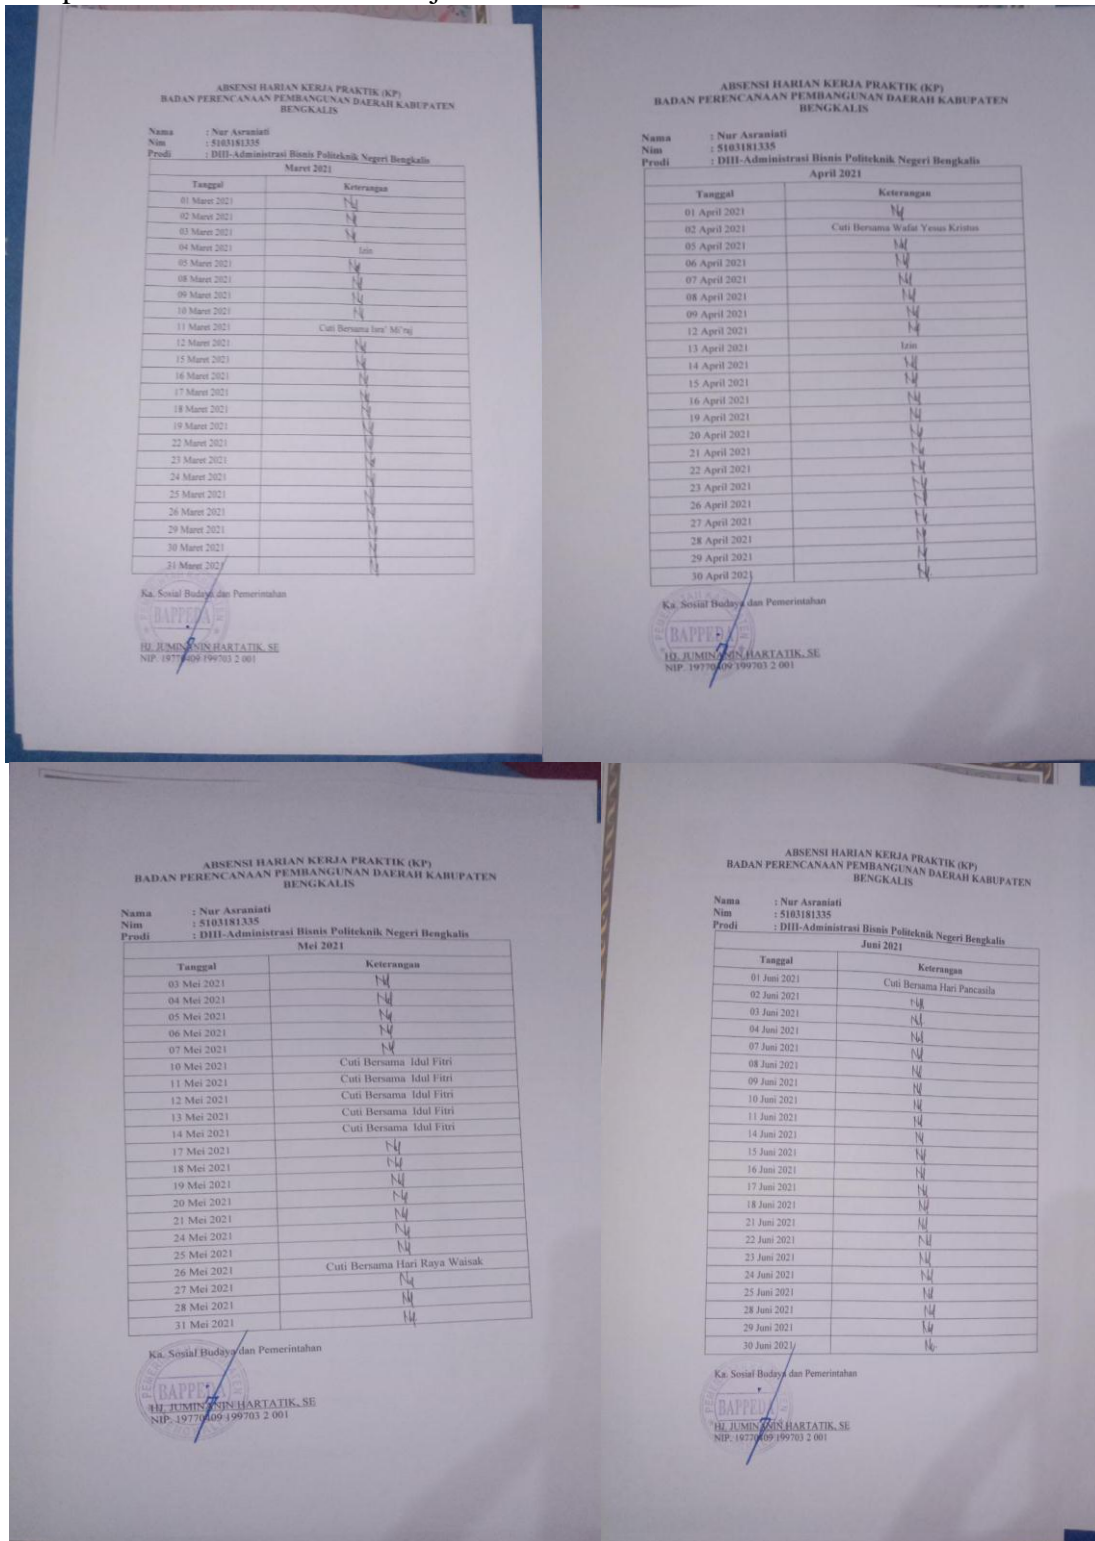 ABSENSI HARIAN KERJA PRAKTIK (KP)
BADAN PERENCANAAN PEMBANGUNAN DAERAH KABUPATEN
BENGKALIS
Nama : Nur Asraniati
Nim : 5103181335
Prodi : DIII-Administrasi Bisnis Politeknik Negeri Bengkalis
Maret 2021
Tanggal Keterangan
01 Maret 2021
02 Maret 2021
03 Maret 2021
04 Maret 2021 Izin
05 Maret 2021
08 Maret 2021
09 Maret 2021
10 Maret 2021
11 Maret 2021 Cuti Bersama Isra' Mi'raj
12 Maret 2021
15 Maret 2021
16 Maret 2021
17 Maret 2021
18 Maret 2021
19 Maret 2021
22 Maret 2021
23 Maret 2021
24 Maret 2021
25 Maret 2021
26 Maret 2021
29 Maret 2021
30 Maret 2021
31 Maret 2021
Ka. Sosial Budaya dan Pemerintahan
BAPPEDA
HJ. JUMINANIN HARTATIK, SE
NIP. 19770409 199703 2 001
ABSENSI HARIAN KERJA PRAKTIK (KP)
BADAN PERENCANAAN PEMBANGUNAN DAERAH KABUPATEN
BENGKALIS
Nama : Nur Asraniati
Nim : 5103181335
Prodi : DIII-Administrasi Bisnis Politeknik Negeri Bengkalis
April 2021
Tanggal Keterangan
01 April 2021
02 April 2021 Cuti Bersama Wafat Yesus Kristus
05 April 2021
06 April 2021
07 April 2021
08 April 2021
09 April 2021
12 April 2021
13 April 2021 Izin
14 April 2021
15 April 2021
16 April 2021
19 April 2021
20 April 2021
21 April 2021
22 April 2021
23 April 2021
26 April 2021
27 April 2021
28 April 2021
29 April 2021
30 April 2021
Ka. Sosial Budaya dan Pemerintahan
BAPPEDA
HJ. JUMINANIN HARTATIK, SE
NIP. 19770409 199703 2 001
ABSENSI HARIAN KERJA PRAKTIK (KP)
BADAN PERENCANAAN PEMBANGUNAN DAERAH KABUPATEN
BENGKALIS
Nama : Nur Asraniati
Nim : 5103181335
Prodi : DIII-Administrasi Bisnis Politeknik Negeri Bengkalis
Mei 2021
Tanggal Keterangan
03 Mei 2021
04 Mei 2021
05 Mei 2021
06 Mei 2021
07 Mei 2021
10 Mei 2021 Cuti Bersama Idul Fitri
11 Mei 2021 Cuti Bersama Idul Fitri
12 Mei 2021 Cuti Bersama Idul Fitri
13 Mei 2021 Cuti Bersama Idul Fitri
14 Mei 2021 Cuti Bersama Idul Fitri
17 Mei 2021
18 Mei 2021
19 Mei 2021
20 Mei 2021
21 Mei 2021
24 Mei 2021
25 Mei 2021
26 Mei 2021 Cuti Bersama Hari Raya Waisak
27 Mei 2021
28 Mei 2021
31 Mei 2021
Ka. Sosial Budaya dan Pemerintahan
BAPPEDA
HJ. JUMINANIN HARTATIK, SE
NIP. 19770409 199703 2 001
ABSENSI HARIAN KERJA PRAKTIK (KP)
BADAN PERENCANAAN PEMBANGUNAN DAERAH KABUPATEN
BENGKALIS
Nama : Nur Asraniati
Nim : 5103181335
Prodi : DIII-Administrasi Bisnis Politeknik Negeri Bengkalis
Juni 2021
Tanggal Keterangan
01 Juni 2021 Cuti Bersama Hari Pancasila
02 Juni 2021
03 Juni 2021
04 Juni 2021
07 Juni 2021
08 Juni 2021
09 Juni 2021
10 Juni 2021
11 Juni 2021
14 Juni 2021
15 Juni 2021
16 Juni 2021
17 Juni 2021
18 Juni 2021
21 Juni 2021
22 Juni 2021
23 Juni 2021
24 Juni 2021
25 Juni 2021
28 Juni 2021
29 Juni 2021
30 Juni 2021
Ka. Sosial Budaya dan Pemerintahan
BAPPEDA
HJ. JUMINANIN HARTATIK, SE
NIP. 19770409 199703 2 001